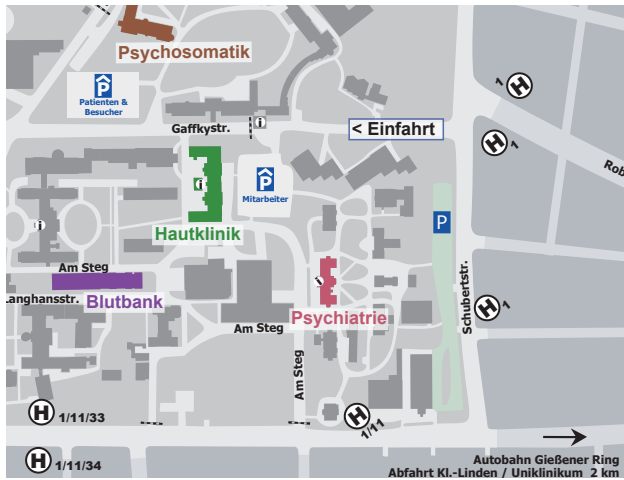 Psychosomatik
P
Patienten &
Besucher
H
1
Gaffkystr.
i
< Einfahrt
H
1
Rob
i
P
Mitarbeiter
i
P
Hautklinik
Am Steg
Schubertstr.
i
Langhansstr.
Blutbank
H
1
Psychiatrie
Am Steg
Am Steg
H
1/11/33
H
1/11
H
1/11/34
Autobahn Gießener Ring
Abfahrt Kl.-Linden / Uniklinikum 2 km